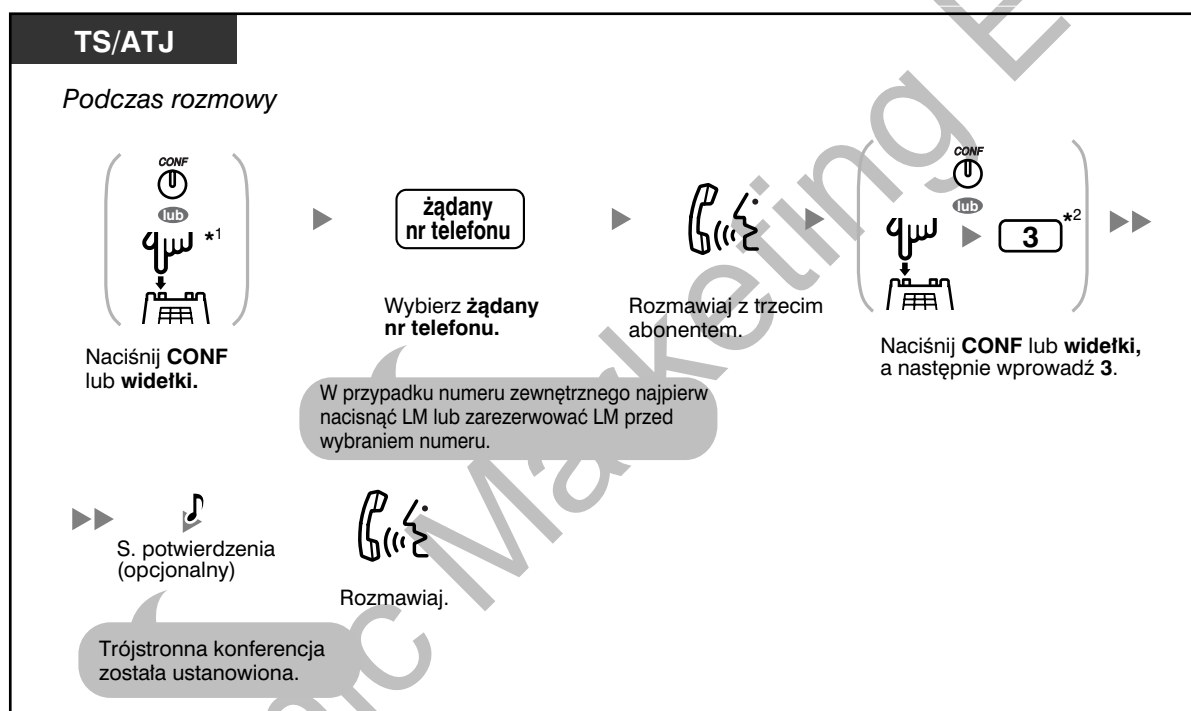 TS/ATJ
Podczas rozmowy
CONF
lub
*1
żądany
nr telefonu
CONF
lub
3 *2
Naciśnij CONF
lub widełki.
Wybierz żądany
nr telefonu.
Rozmawiaj z trzecim
abonentem.
Naciśnij CONF lub widełki,
a następnie wprowadź 3.
W przypadku numeru zewnętrznego najpierw
nacisnąć LM lub zarezerwować LM przed
wybraniem numeru.
S. potwierdzenia
(opcjonalny)
Rozmawiaj.
Trójstronna konferencja
została ustanowiona.
Marketing